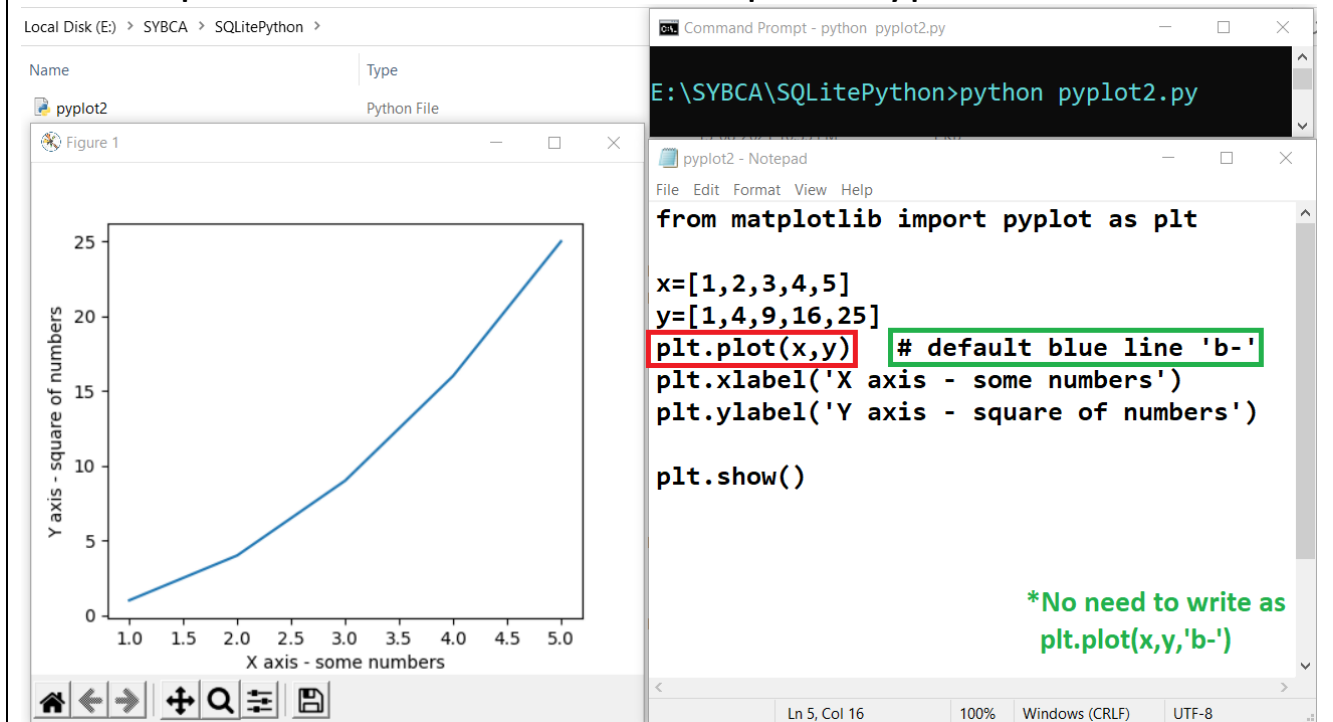 Local Disk (E:) > SYBCA > SQLitePython >
Name Type
pyplot2 Python File
Figure 1
25
20
15
10
5
0
Y axis - square of numbers
1.0 1.5 2.0 2.5 3.0 3.5 4.0 4.5 5.0
X axis - some numbers
Command Prompt - python pyplot2.py
E:\SYBCA\SQLitePython>python pyplot2.py
pyplot2 - Notepad
File Edit Format View Help
from matplotlib import pyplot as plt
x=[1,2,3,4,5]
y=[1,4,9,16,25]
plt.plot(x,y) # default blue line 'b-'
plt.xlabel('X axis - some numbers')
plt.ylabel('Y axis - square of numbers')
plt.show()
*No need to write as
plt.plot(x,y,'b-')
Ln 5, Col 16 100% Windows (CRLF) UTF-8